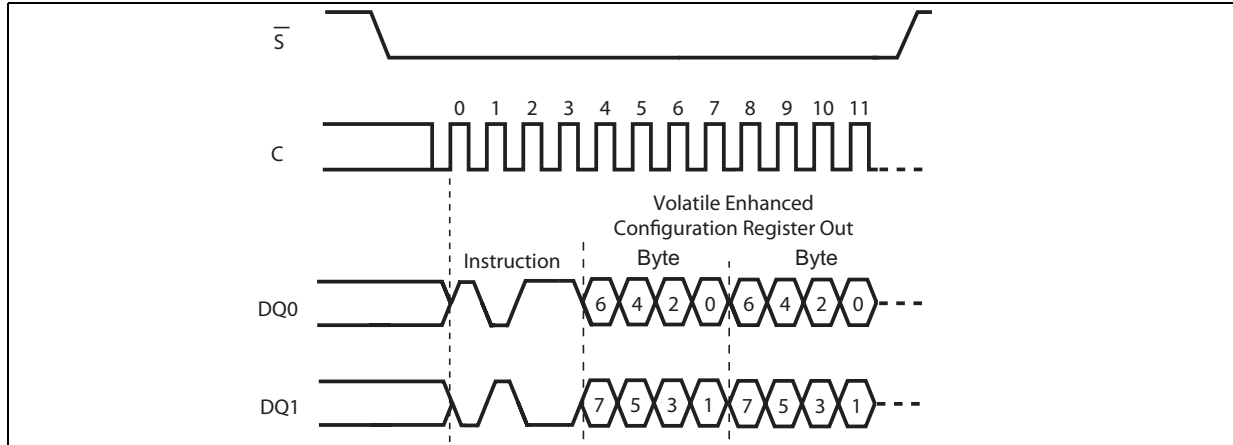 S
0 1 2 3 4 5 6 7 8 9 10 11
C
Volatile Enhanced
Configuration Register Out
Instruction Byte Byte
DQ0 6 4 2 0 6 4 2 0
DQ1 7 5 3 1 7 5 3 1